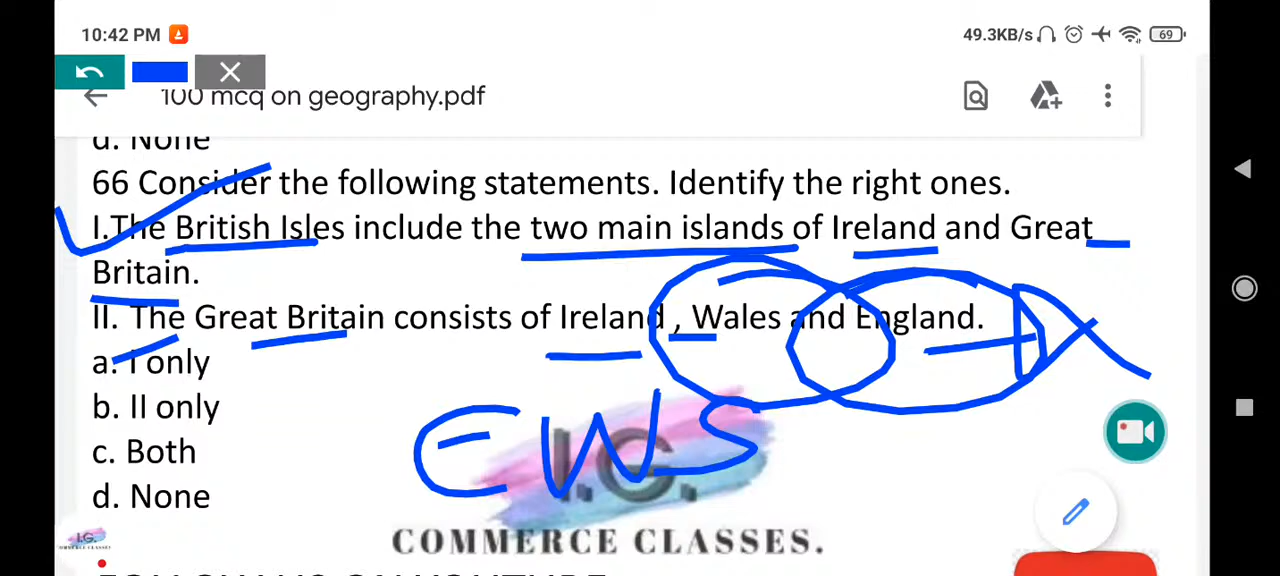 10:42 PM
49.3KB/s
69
100 mcq on geography.pdf
d. None
66 Consider the following statements. Identify the right ones.
I.The British Isles include the two main islands of Ireland and Great
Britain.
II. The Great Britain consists of Ireland , Wales and England.
a. I only
b. II only
EWS
c. Both
I.G.
d. None
COMMERCE CLASSES.
I.G.
COMMERCE CLASSES